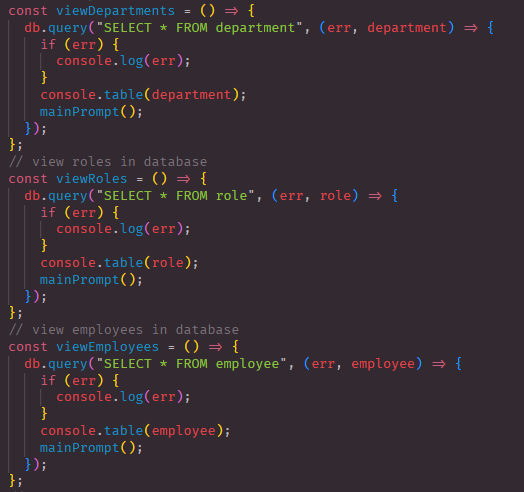 const viewDepartments = () => {
  db.query("SELECT * FROM department", (err, department) => {
    if (err) {
      console.log(err);
    }
    console.table(department);
    mainPrompt();
  });
};
// view roles in database
const viewRoles = () => {
  db.query("SELECT * FROM role", (err, role) => {
    if (err) {
      console.log(err);
    }
    console.table(role);
    mainPrompt();
  });
};
// view employees in database
const viewEmployees = () => {
  db.query("SELECT * FROM employee", (err, employee) => {
    if (err) {
      console.log(err);
    }
    console.table(employee);
    mainPrompt();
  });
};